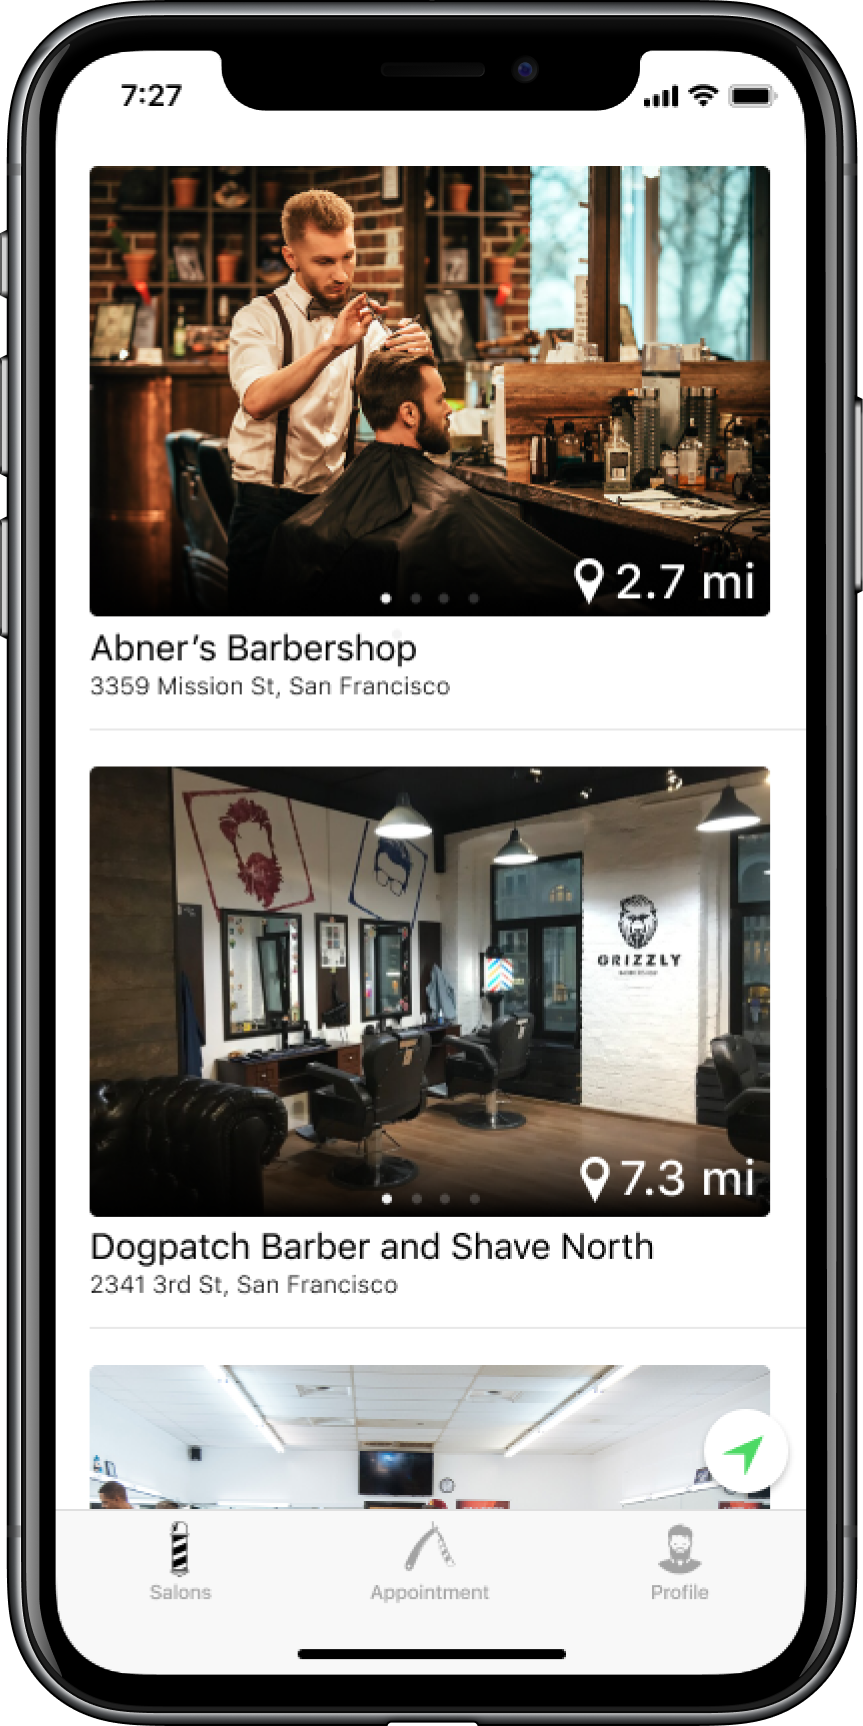 7:27
2.7 mi
Abner’s Barbershop
3359 Mission St, San Francisco
GRIZZLY
7.3 mi
Dogpatch Barber and Shave North
2341 3rd St, San Francisco
Salons
Appointment
Profile